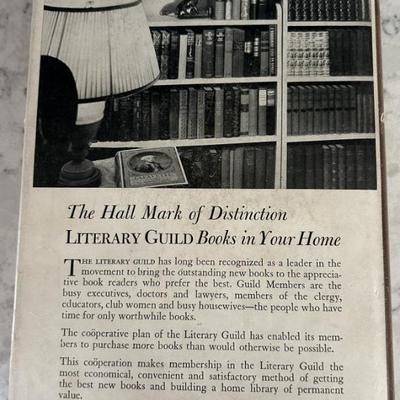 The Hall Mark of Distinction
LITERARY GUILD Books in Your Home
THE LITERARY GUILD has long been recognized as a leader in the
movement to bring the outstanding new books to the apprecia-
tive book readers who prefer the best. Guild Members are the
busy executives, doctors and lawyers, members of the clergy,
educators, club women and busy housewives—the people who have
time for only worthwhile books.
The coöperative plan of the Literary Guild has enabled its mem-
bers to purchase more books than would otherwise be possible.
This coöperation makes membership in the Literary Guild the
most economical, convenient and satisfactory method of getting
the best new books and building a home library of permanent
value.